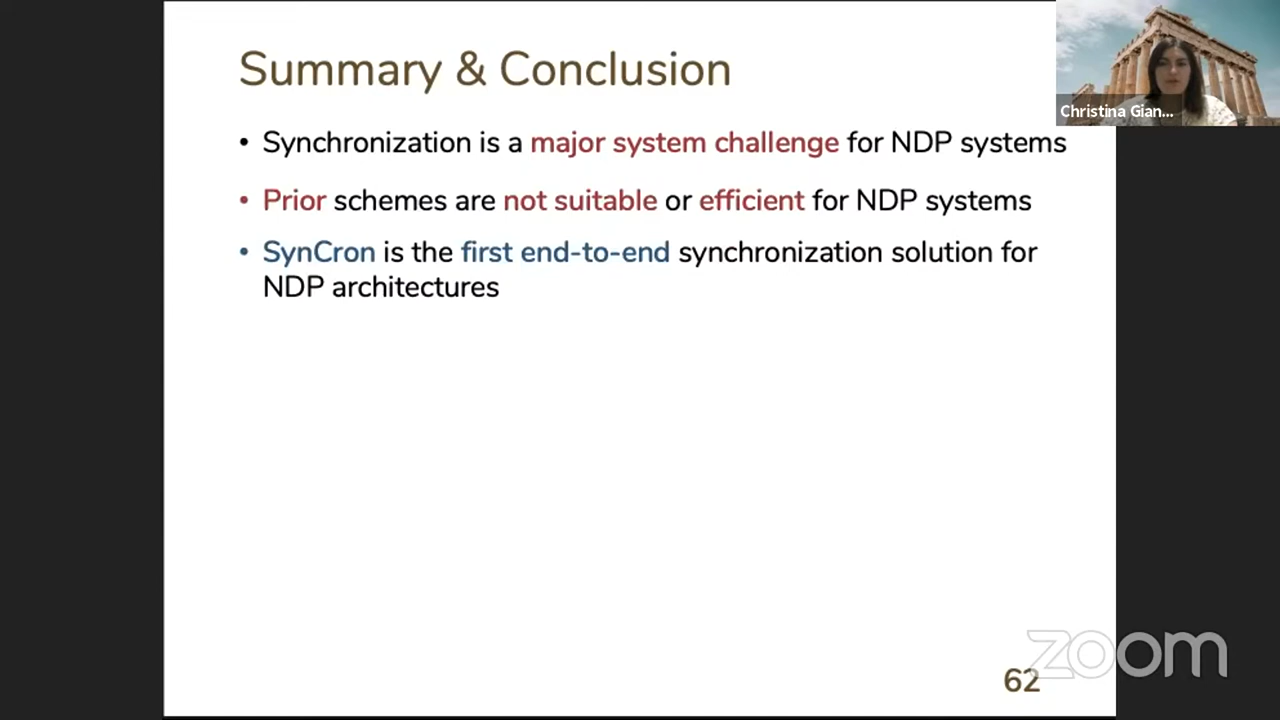 Summary & Conclusion
Christina Gian...
• Synchronization is a major system challenge for NDP systems
• Prior schemes are not suitable or efficient for NDP systems
• SynCron is the first end-to-end synchronization solution for
NDP architectures
zoom
62